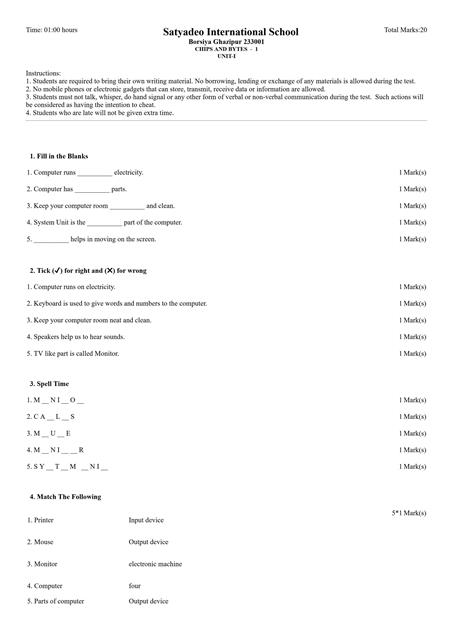 Time: 01:00 hours
Satyadeo International School
Total Marks:20
Borsiya Ghazipur 233001
CHIPS AND BYTES - 1
UNIT-I
Instructions:
1. Students are required to bring their own writing material. No borrowing, lending or exchange of any materials is allowed during the test.
2. No mobile phones or electronic gadgets that can store, transmit, receive data or information are allowed.
3. Students must not talk, whisper, do hand signal or any other form of verbal or non-verbal communication during the test. Such actions will
be considered as having the intention to cheat.
4. Students who are late will not be given extra time.
1. Fill in the Blanks
1. Computer runs __________ electricity. 1 Mark(s)
2. Computer has __________ parts. 1 Mark(s)
3. Keep your computer room __________ and clean. 1 Mark(s)
4. System Unit is the __________ part of the computer. 1 Mark(s)
5. __________ helps in moving on the screen. 1 Mark(s)
2. Tick (✓) for right and (✕) for wrong
1. Computer runs on electricity. 1 Mark(s)
2. Keyboard is used to give words and numbers to the computer. 1 Mark(s)
3. Keep your computer room neat and clean. 1 Mark(s)
4. Speakers help us to hear sounds. 1 Mark(s)
5. TV like part is called Monitor. 1 Mark(s)
3. Spell Time
1. M __ N I __ O __ 1 Mark(s)
2. C A __ L __ S 1 Mark(s)
3. M __ U __ E 1 Mark(s)
4. M __ N I __ __ R 1 Mark(s)
5. S Y __ T __ M __ N I __ 1 Mark(s)
4. Match The Following
5*1 Mark(s)
1. Printer Input device
2. Mouse Output device
3. Monitor electronic machine
4. Computer four
5. Parts of computer Output device